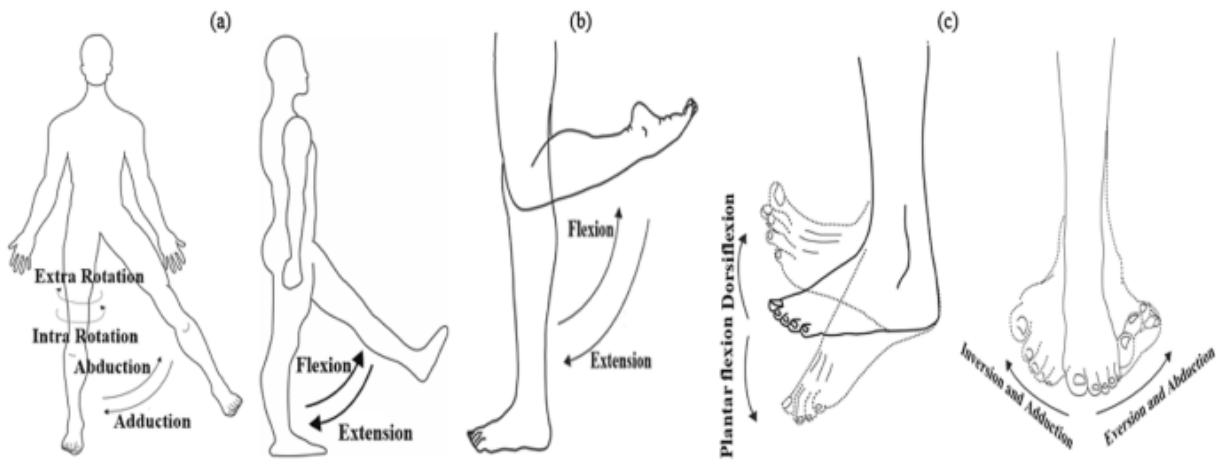 (a)
(b)
(c)
Extra Rotation
Intra Rotation
Abduction
Adduction
Flexion
Extension
Flexion
Extension
Plantar flexion Dorsiflexion
Inversion and Adduction
Eversion and Abduction